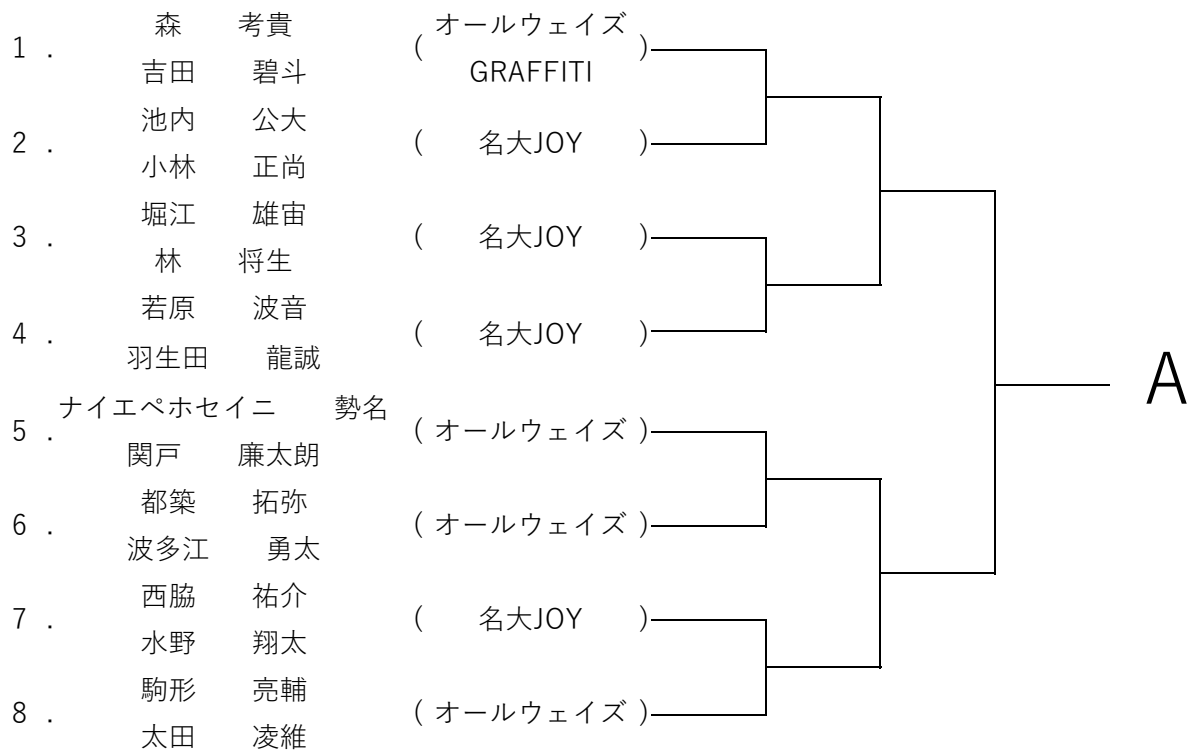 森 考貴
オールウェイズ
1 . ( )
吉田 碧斗
GRAFFITI
池内 公大
2 . ( 名大JOY )
小林 正尚
堀江 雄宙
3 . ( 名大JOY )
林 将生
若原 波音
4 . ( 名大JOY )
羽生田 龍誠
A
ナイエペホセイニ 勢名
5 . ( オールウェイズ )
関戸 廉太朗
都築 拓弥
6 . ( オールウェイズ )
波多江 勇太
西脇 祐介
7 . ( 名大JOY )
水野 翔太
駒形 亮輔
8 . ( オールウェイズ )
太田 凌維